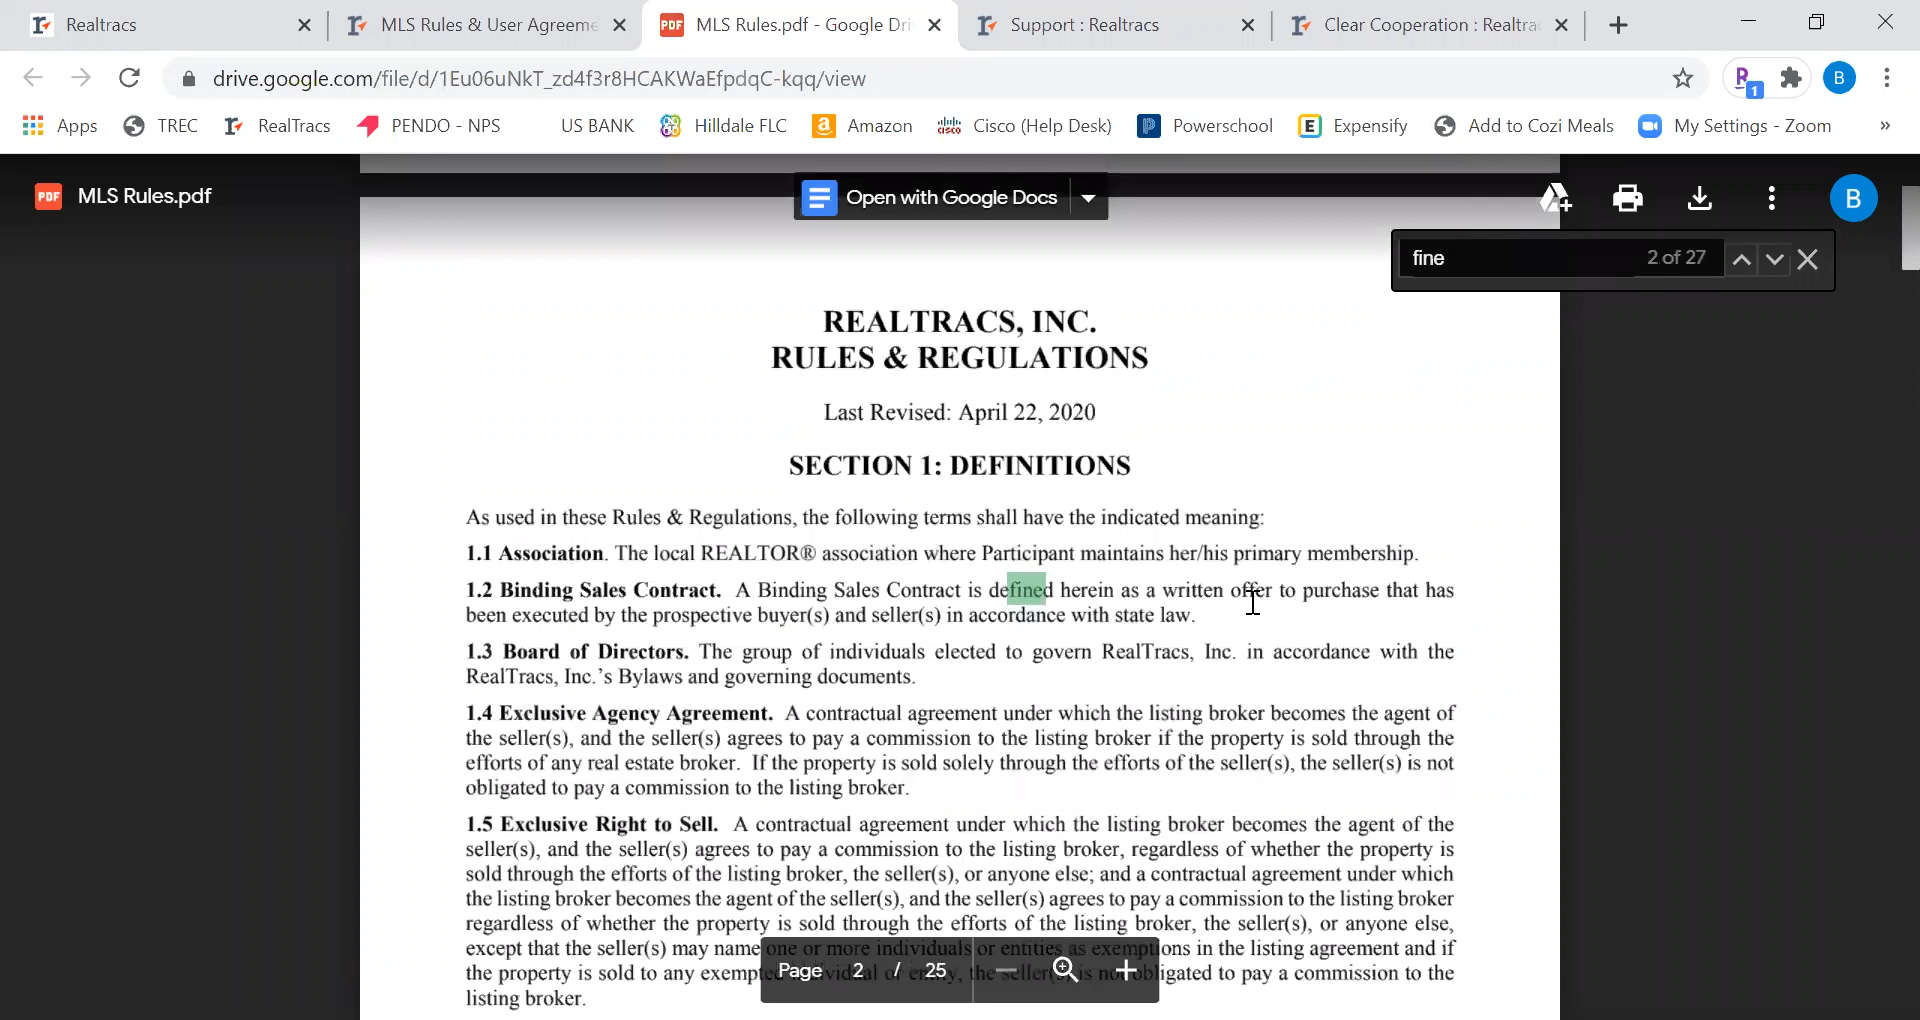 Realtracs
MLS Rules & User Agreeme
MLS Rules.pdf - Google Dri
Support : Realtracs
Clear Cooperation : Realtrac
drive.google.com/file/d/1Eu06uNkT_zd4f3r8HCAKWaEfpdqC-kqq/view
1
B
Apps
TREC
RealTracs
PENDO - NPS
US BANK
Hilldale FLC
Amazon
Cisco (Help Desk)
Powerschool
Expensify
Add to Cozi Meals
My Settings - Zoom
»
PDF
MLS Rules.pdf
Open with Google Docs
B
fine
2 of 27
REALTRACS, INC.
RULES & REGULATIONS
Last Revised: April 22, 2020
SECTION 1: DEFINITIONS
As used in these Rules & Regulations, the following terms shall have the indicated meaning:
1.1 Association. The local REALTOR® association where Participant maintains her/his primary membership.
1.2 Binding Sales Contract. A Binding Sales Contract is defined herein as a written offer to purchase that has
been executed by the prospective buyer(s) and seller(s) in accordance with state law.
1.3 Board of Directors. The group of individuals elected to govern RealTracs, Inc. in accordance with the
RealTracs, Inc.'s Bylaws and governing documents.
1.4 Exclusive Agency Agreement. A contractual agreement under which the listing broker becomes the agent of
the seller(s), and the seller(s) agrees to pay a commission to the listing broker if the property is sold through the
efforts of any real estate broker. If the property is sold solely through the efforts of the seller(s), the seller(s) is not
obligated to pay a commission to the listing broker.
1.5 Exclusive Right to Sell. A contractual agreement under which the listing broker becomes the agent of the
seller(s), and the seller(s) agrees to pay a commission to the listing broker, regardless of whether the property is
sold through the efforts of the listing broker, the seller(s), or anyone else; and a contractual agreement under which
the listing broker becomes the agent of the seller(s), and the seller(s) agrees to pay a commission to the listing broker
regardless of whether the property is sold through the efforts of the listing broker, the seller(s), or anyone else,
except that the seller(s) may name one or more individuals or entities as exemptions in the listing agreement and if
the property is sold to any exempted individual or entity, the seller(s) is not obligated to pay a commission to the
listing broker.
Page 2 / 25